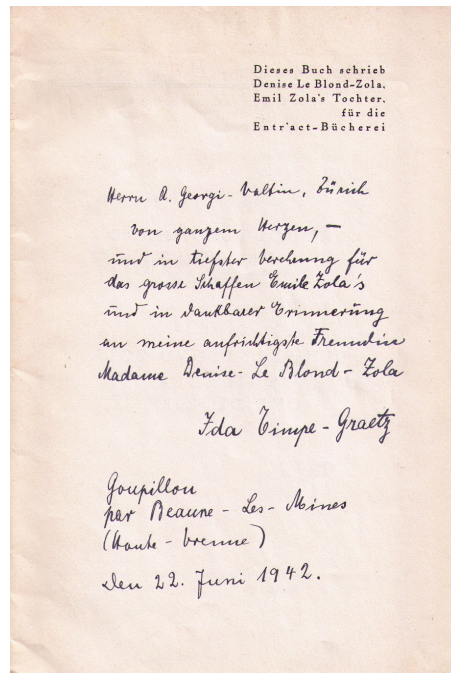 Dieses Buch schrieb
Denise Le Blond-Zola,
Emil Zola's Tochter,
für die
Entr'act-Bücherei
Herrn A. Georgi-Valtin, Zürich
von ganzem Herzen, —
und in tiefster Verehrung für
das grosse Schaffen Emile Zola's
und in dankbarer Erinnerung
an meine aufrichtigste Freundin
Madame Denise-Le Blond-Zola
Ida Timpe-Graetz
Goupillou
par Beaune-Les-Mines
(Haute-Vienne)
Den 22. Juni 1942.